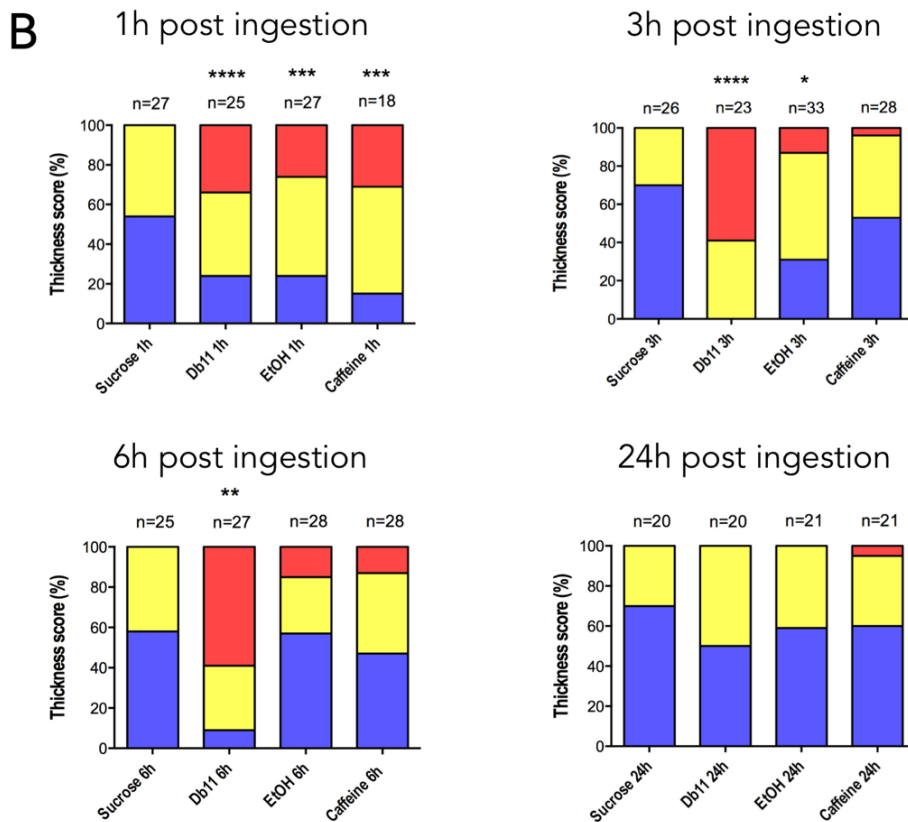 B
1h post ingestion
**** *** ***
n=27 n=25 n=27 n=18
Thickness score (%)
100
80
60
40
20
0
Sucrose 1h
Db11 1h
EtOH 1h
Caffeine 1h
3h post ingestion
**** *
n=26 n=23 n=33 n=28
Thickness score (%)
100
80
60
40
20
0
Sucrose 3h
Db11 3h
EtOH 3h
Caffeine 3h
6h post ingestion
**
n=25 n=27 n=28 n=28
Thickness score (%)
100
80
60
40
20
0
Sucrose 6h
Db11 6h
EtOH 6h
Caffeine 6h
24h post ingestion
n=20 n=20 n=21 n=21
Thickness score (%)
100
80
60
40
20
0
Sucrose 24h
Db11 24h
EtOH 24h
Caffeine 24h